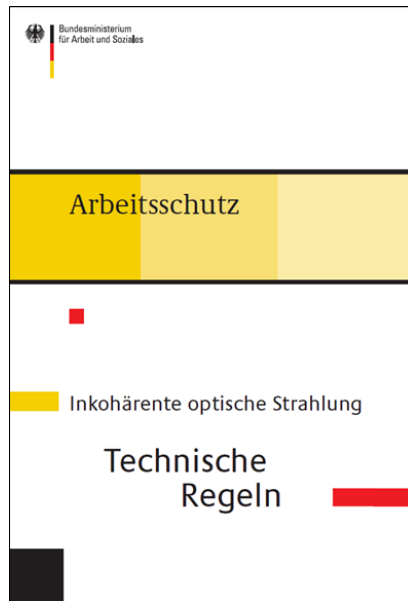 Bundesministerium
für Arbeit und Soziales
Arbeitsschutz
Inkohärente optische Strahlung
Technische
Regeln